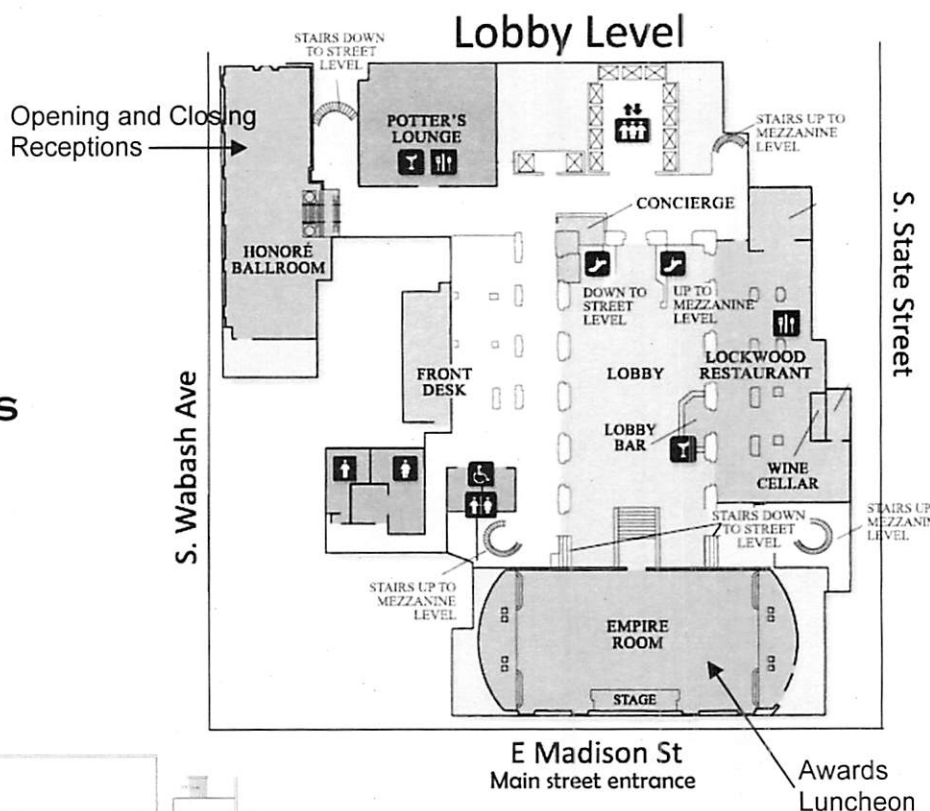 Lobby Level
STAIRS DOWN
TO STREET
LEVEL
Opening and Closing
Receptions
POTTER'S
LOUNGE
STAIRS UP TO
MEZZANINE
LEVEL
CONCIERGE
S. State Street
HONORÉ
BALLROOM
DOWN TO
STREET
LEVEL
UP TO
MEZZANINE
LEVEL
FRONT
DESK
LOBBY
LOCKWOOD
RESTAURANT
S. Wabash Ave
s
LOBBY
BAR
WINE
CELLAR
STAIRS DOWN
TO STREET
LEVEL
STAIRS UP
MEZZANIN
LEVEL
STAIRS UP TO
MEZZANINE
LEVEL
EMPIRE
ROOM
STAGE
E Madison St
Main street entrance
Awards
Luncheon